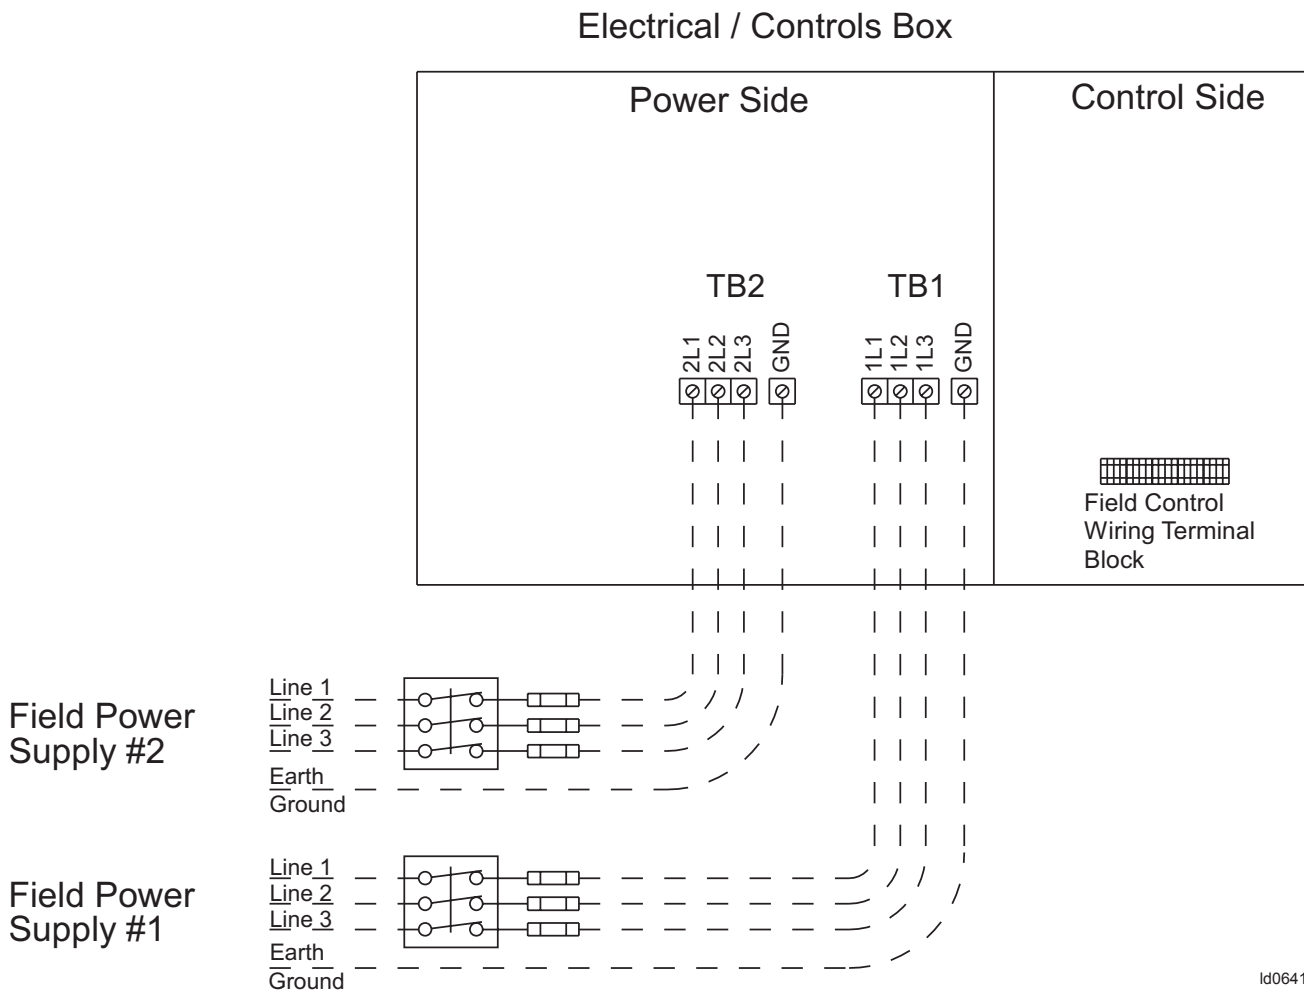 Electrical / Controls Box
Power Side
Control Side
TB2
TB1
2L1
2L2
2L3
GND
1L1
1L2
1L3
GND
Field Control
Wiring Terminal
Block
Field Power
Supply #2
Line 1
Line 2
Line 3
Earth
Ground
Field Power
Supply #1
Line 1
Line 2
Line 3
Earth
Ground
ld0641